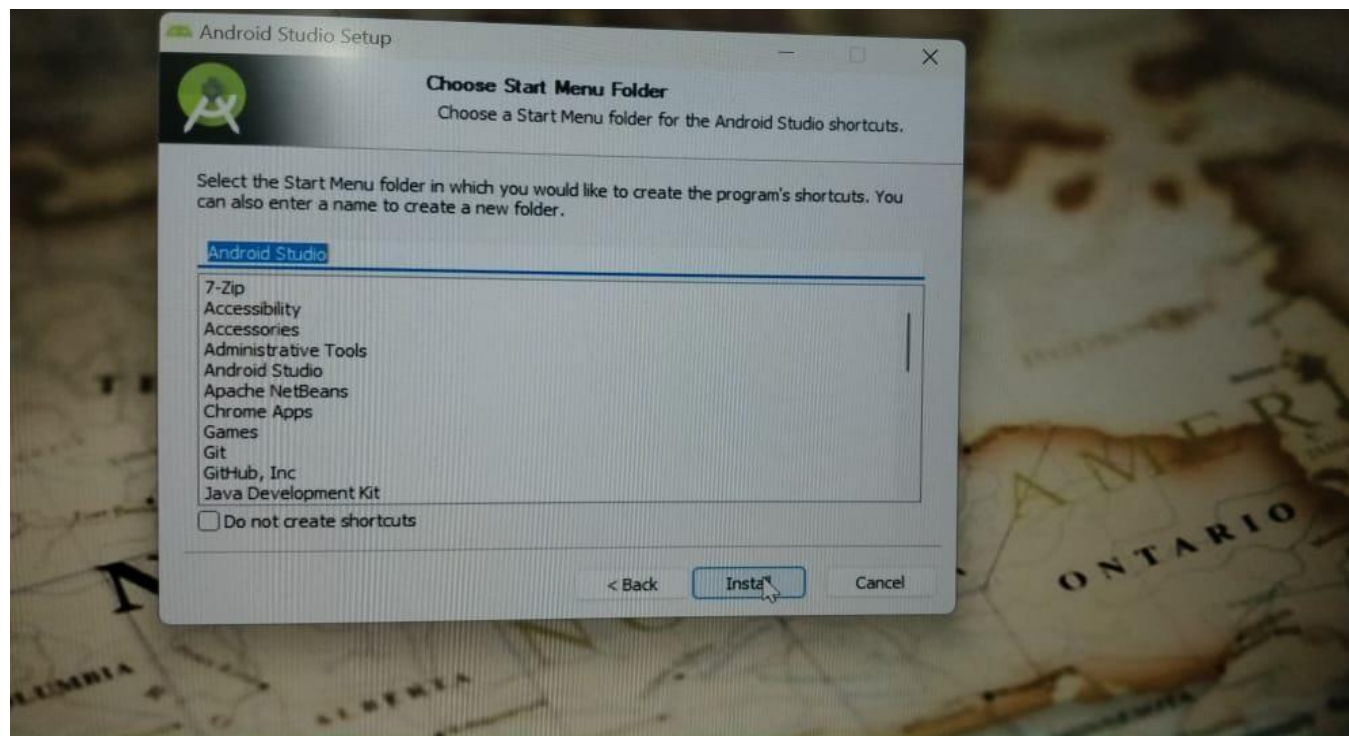 Android Studio Setup
Choose Start Menu Folder
Choose a Start Menu folder for the Android Studio shortcuts.
Select the Start Menu folder in which you would like to create the program's shortcuts. You
can also enter a name to create a new folder.
Android Studio
7-Zip
Accessibility
Accessories
Administrative Tools
Android Studio
Apache NetBeans
Chrome Apps
Games
Git
GitHub, Inc
Java Development Kit
Do not create shortcuts
< Back
Install
Cancel
ONTARIO
ALBERTA